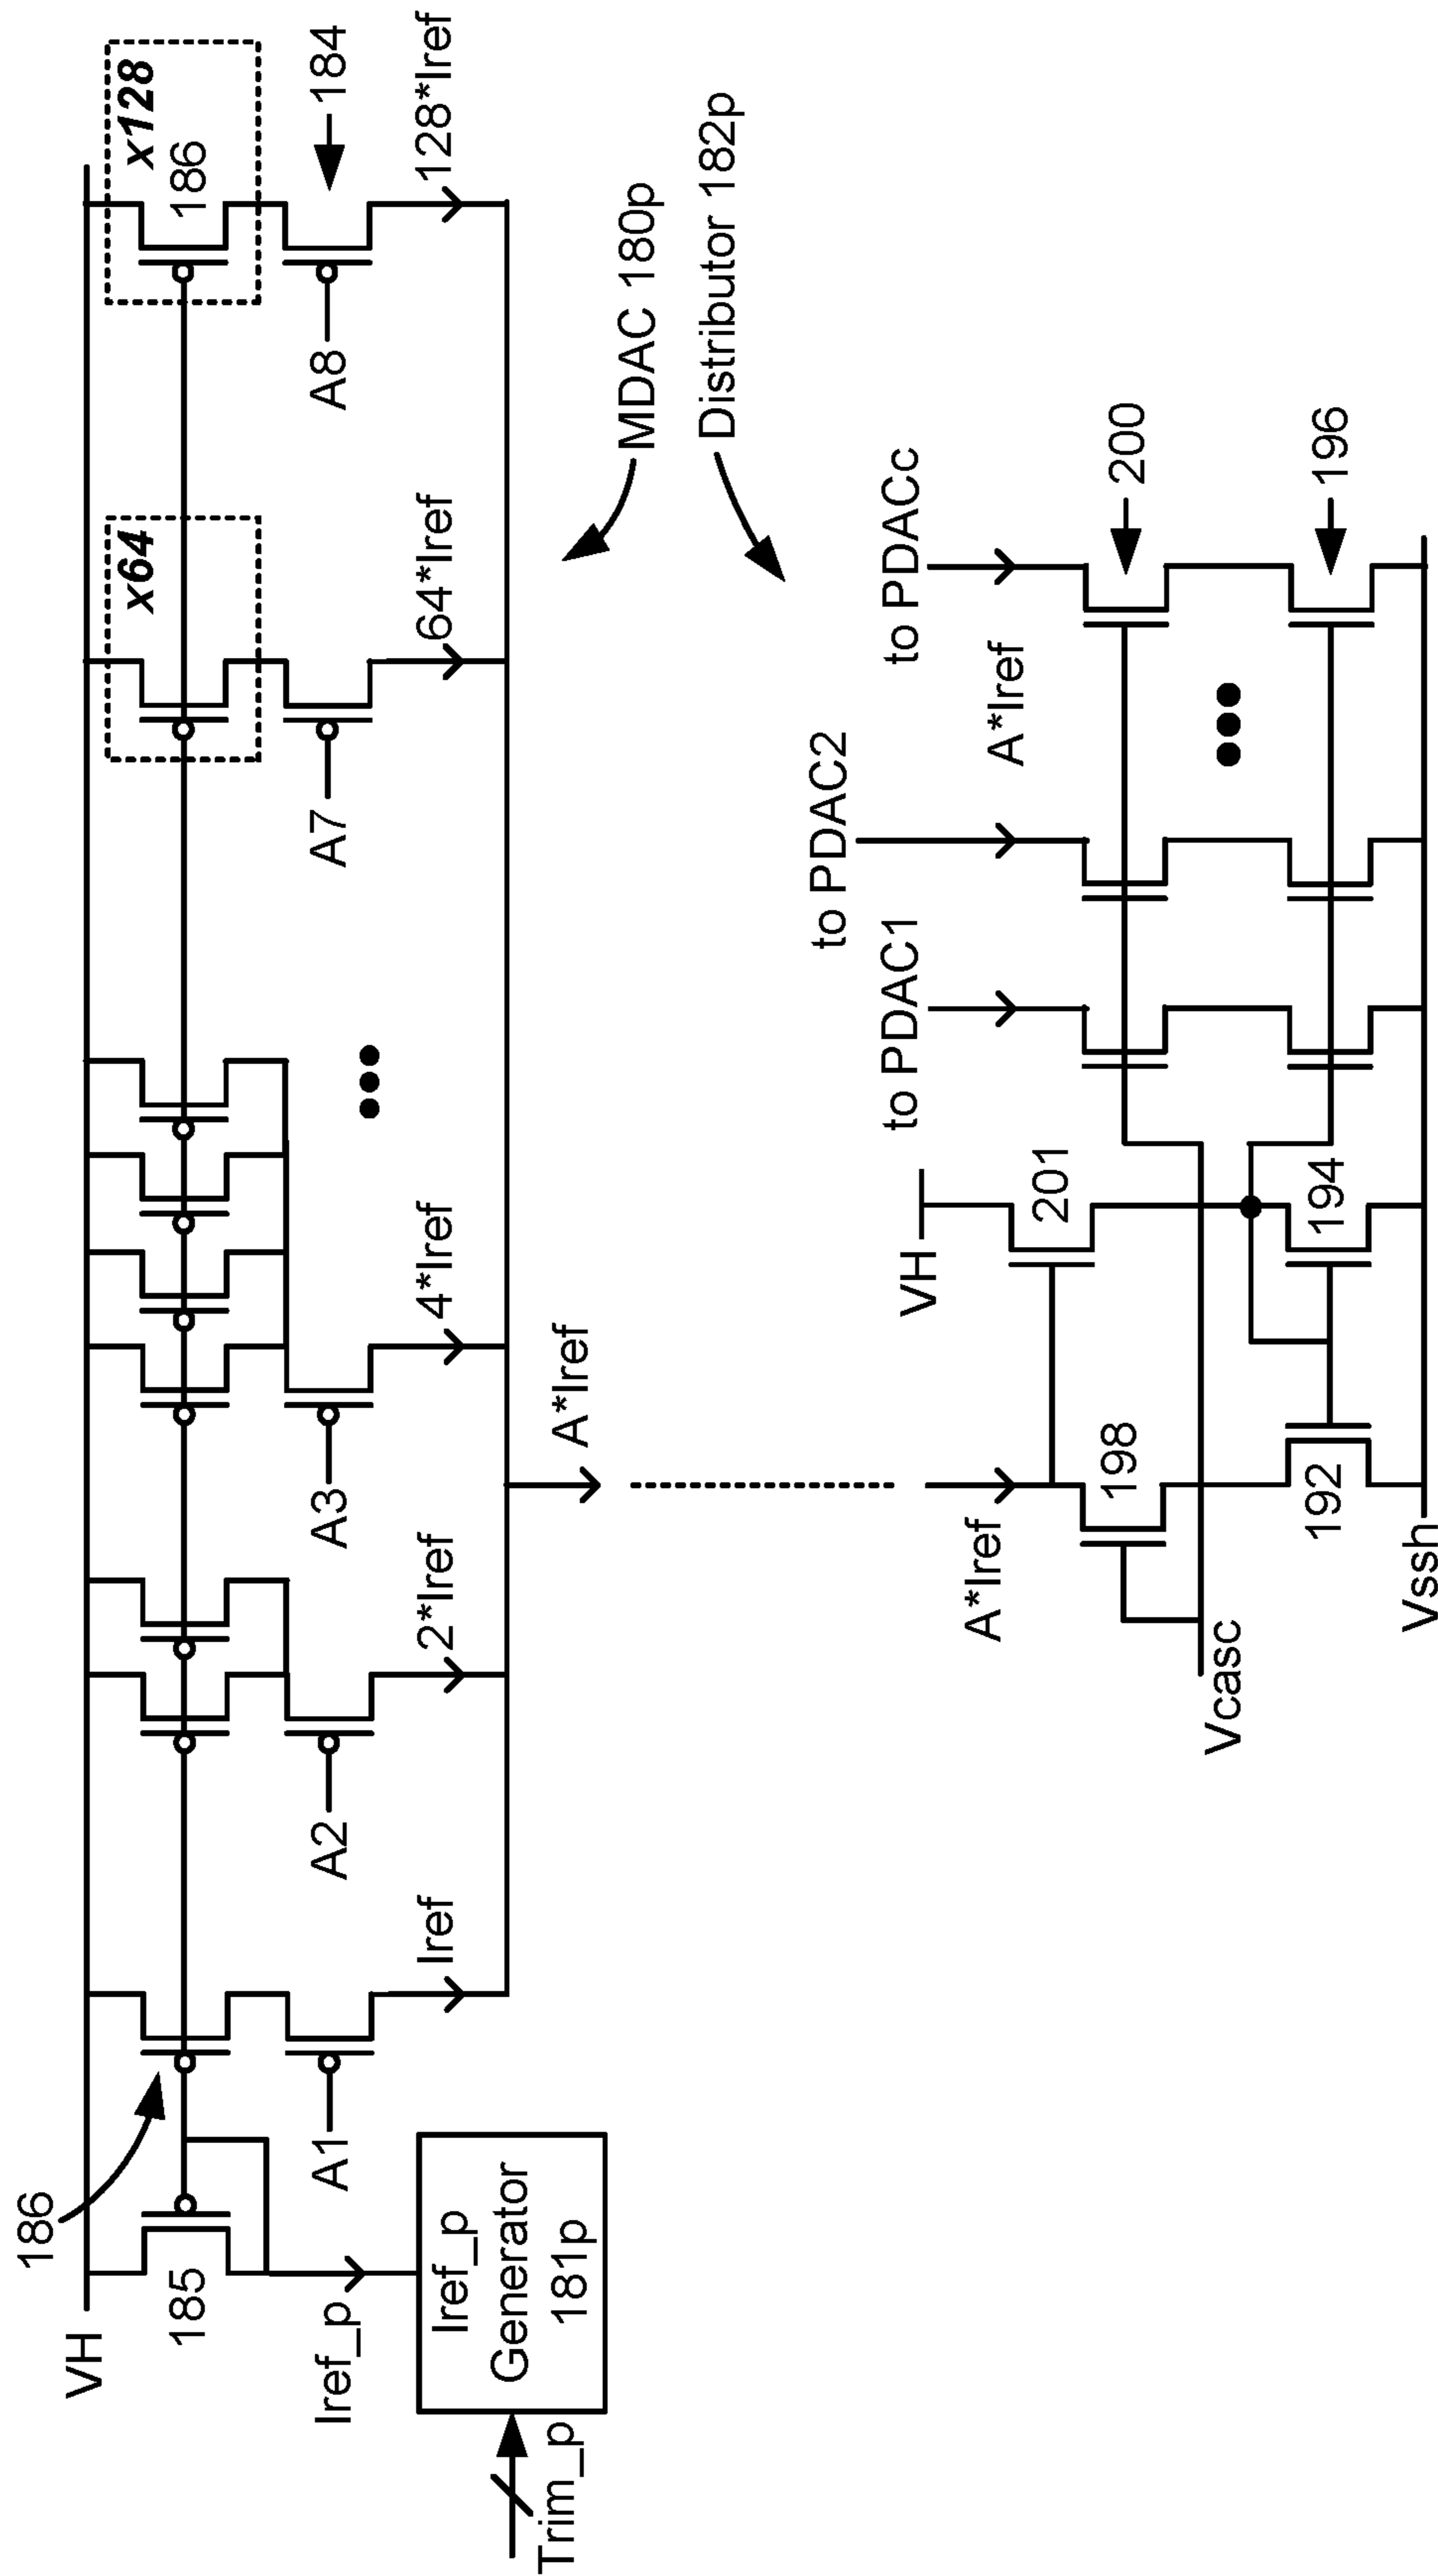 VH
186
185
Iref_p
Trim_p
Iref_p
Generator
181p
A1
Iref
A2
2*Iref
A3
4*Iref
A7
x64
64*Iref
A8
x128
186
184
128*Iref
A*Iref
MDAC 180p
Distributor 182p
A*Iref
198
192
Vcasc
Vssh
VH
201
194
to PDAC1
to PDAC2
to PDACc
A*Iref
200
196